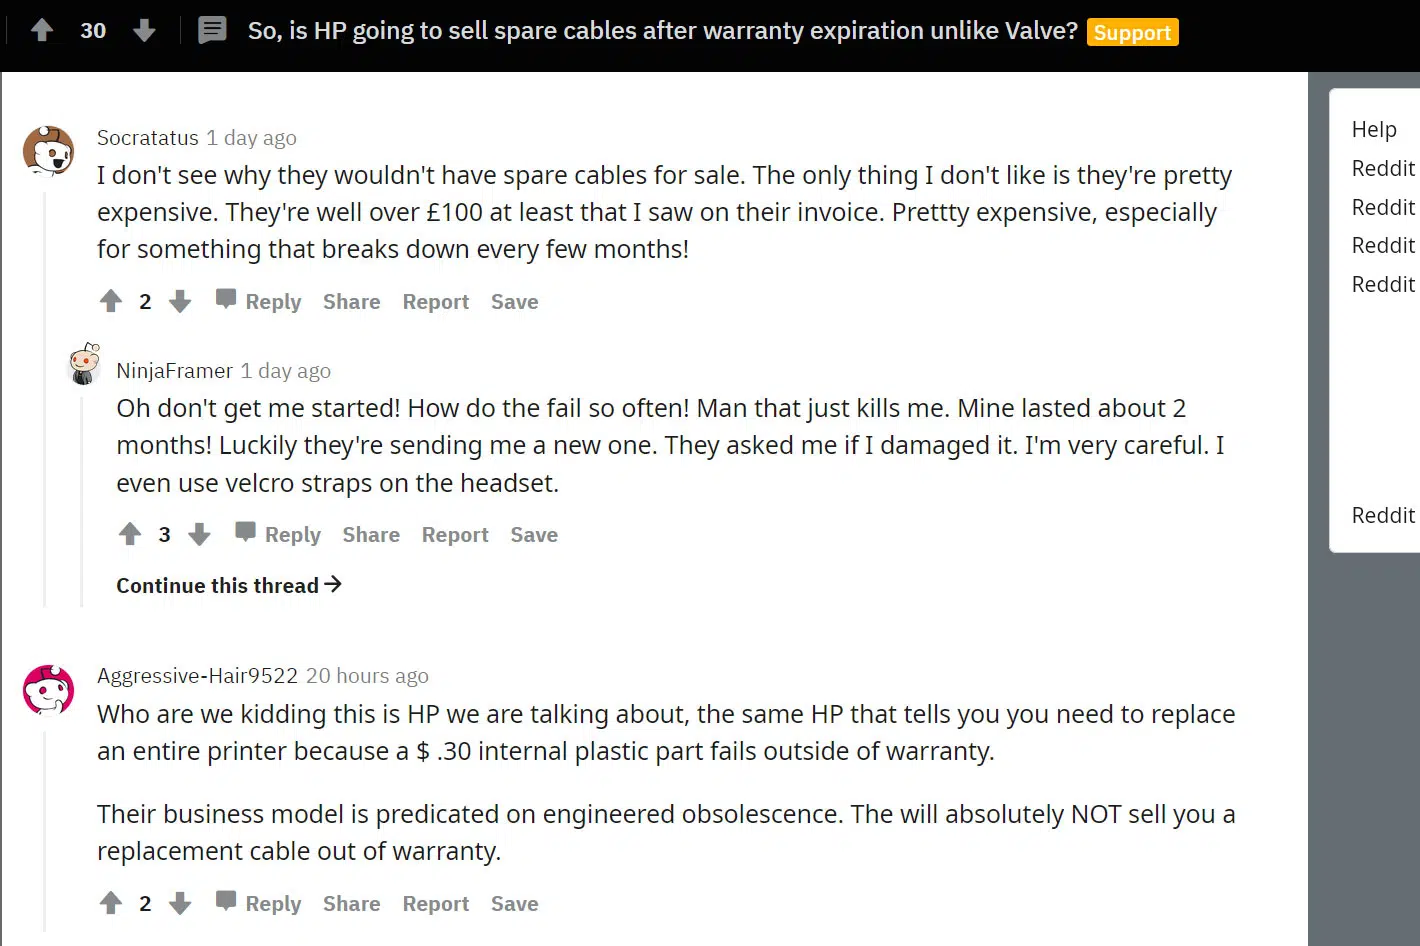 30 So, is HP going to sell spare cables after warranty expiration unlike Valve? Support
Socratatus 1 day ago
I don't see why they wouldn't have spare cables for sale. The only thing I don't like is they're pretty
expensive. They're well over £100 at least that I saw on their invoice. Prettty expensive, especially
for something that breaks down every few months!
2 Reply Share Report Save
NinjaFramer 1 day ago
Oh don't get me started! How do the fail so often! Man that just kills me. Mine lasted about 2
months! Luckily they're sending me a new one. They asked me if I damaged it. I'm very careful. I
even use velcro straps on the headset.
3 Reply Share Report Save
Continue this thread
Aggressive-Hair9522 20 hours ago
Who are we kidding this is HP we are talking about, the same HP that tells you you need to replace
an entire printer because a $ .30 internal plastic part fails outside of warranty.
Their business model is predicated on engineered obsolescence. The will absolutely NOT sell you a
replacement cable out of warranty.
2 Reply Share Report Save
Help
Reddit
Reddit
Reddit
Reddit
Reddit